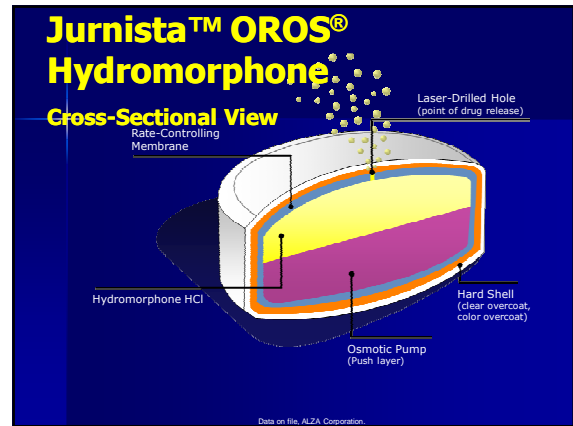 Jurnista™ OROS®
Hydromorphone
Cross-Sectional View
Laser-Drilled Hole
(point of drug release)
Rate-Controlling
Membrane
Hydromorphone HCl
Hard Shell
(clear overcoat,
color overcoat)
Osmotic Pump
(Push layer)
Data on file, ALZA Corporation.